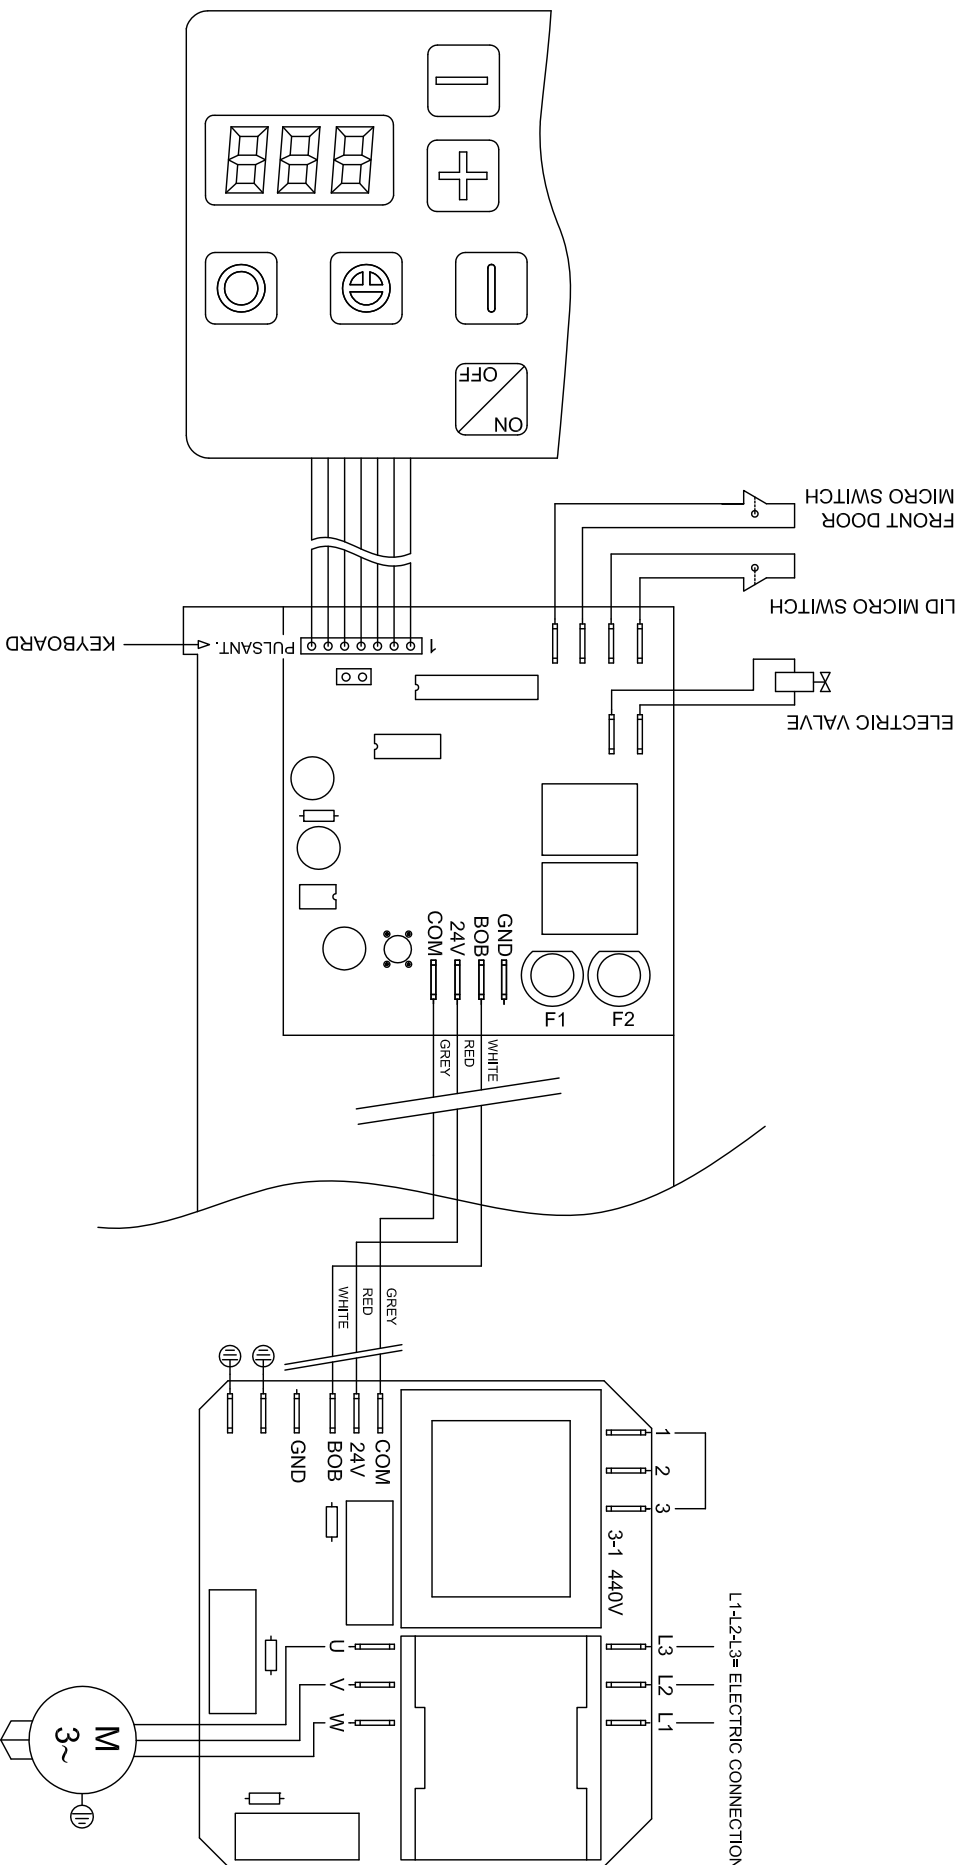 OFF
ON
MICRO SWITCH
FRONT DOOR
LID MICRO SWITCH
ELECTRIC VALVE
KEYBOARD
PULSANT.
1
COM
24V
BOB
GND
F1
F2
GREY
RED
WHITE
WHITE
RED
GREY
GND
BOB
24V
COM
1
2
3
3-1 440V
U
V
W
L3
L2
L1
L1-L2-L3= ELECTRIC CONNECTION
M
3~